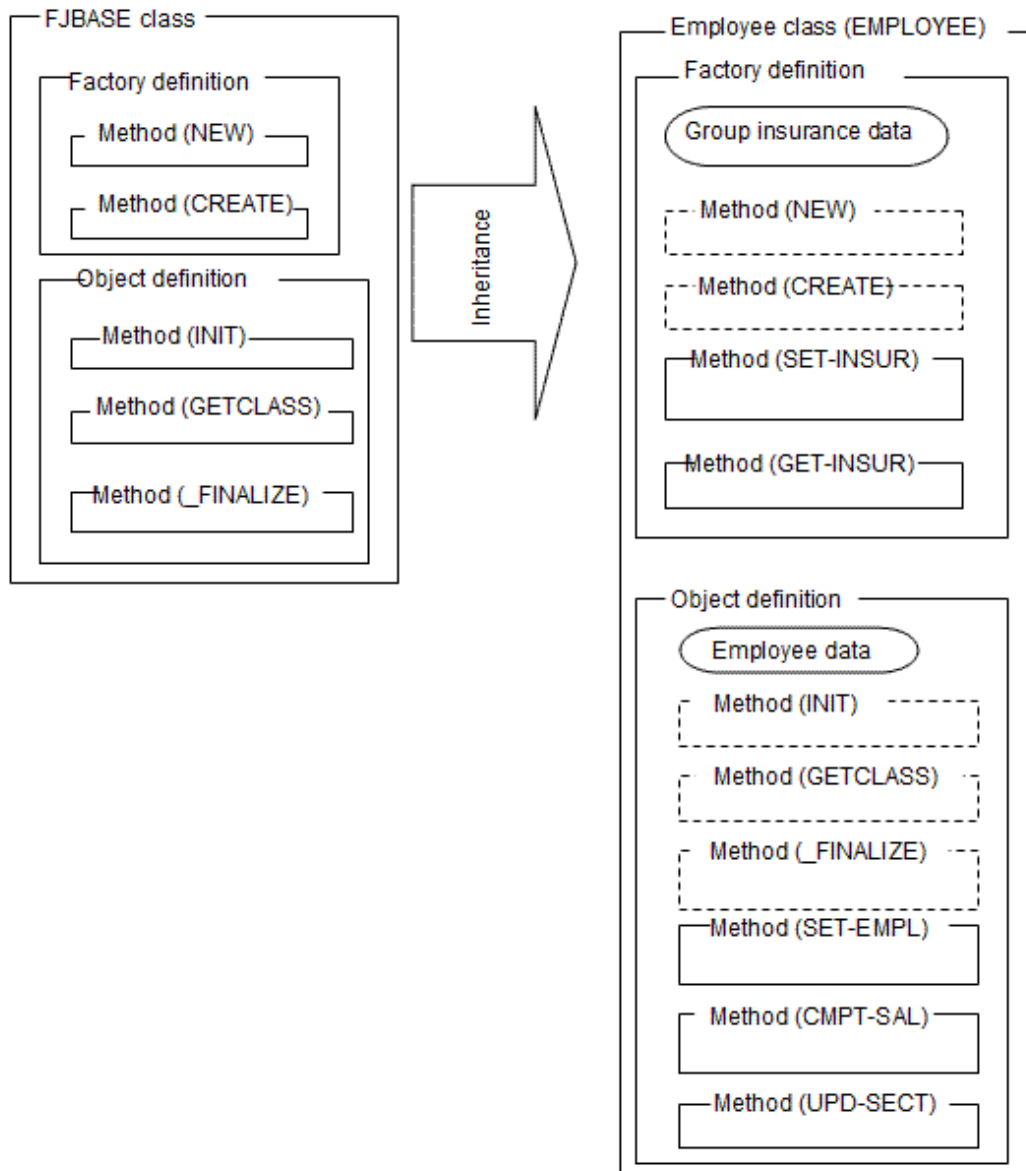 FJBASE class
Factory definition
Method (NEW)
Method (CREATE)
Object definition
Method (INIT)
Method (GETCLASS)
Method (_FINALIZE)
Inheritance
Employee class (EMPLOYEE)
Factory definition
Group insurance data
Method (NEW)
Method (CREATE)
Method (SET-INSUR)
Method (GET-INSUR)
Object definition
Employee data
Method (INIT)
Method (GETCLASS)
Method (_FINALIZE)
Method (SET-EMPL)
Method (CMPT-SAL)
Method (UPD-SECT)